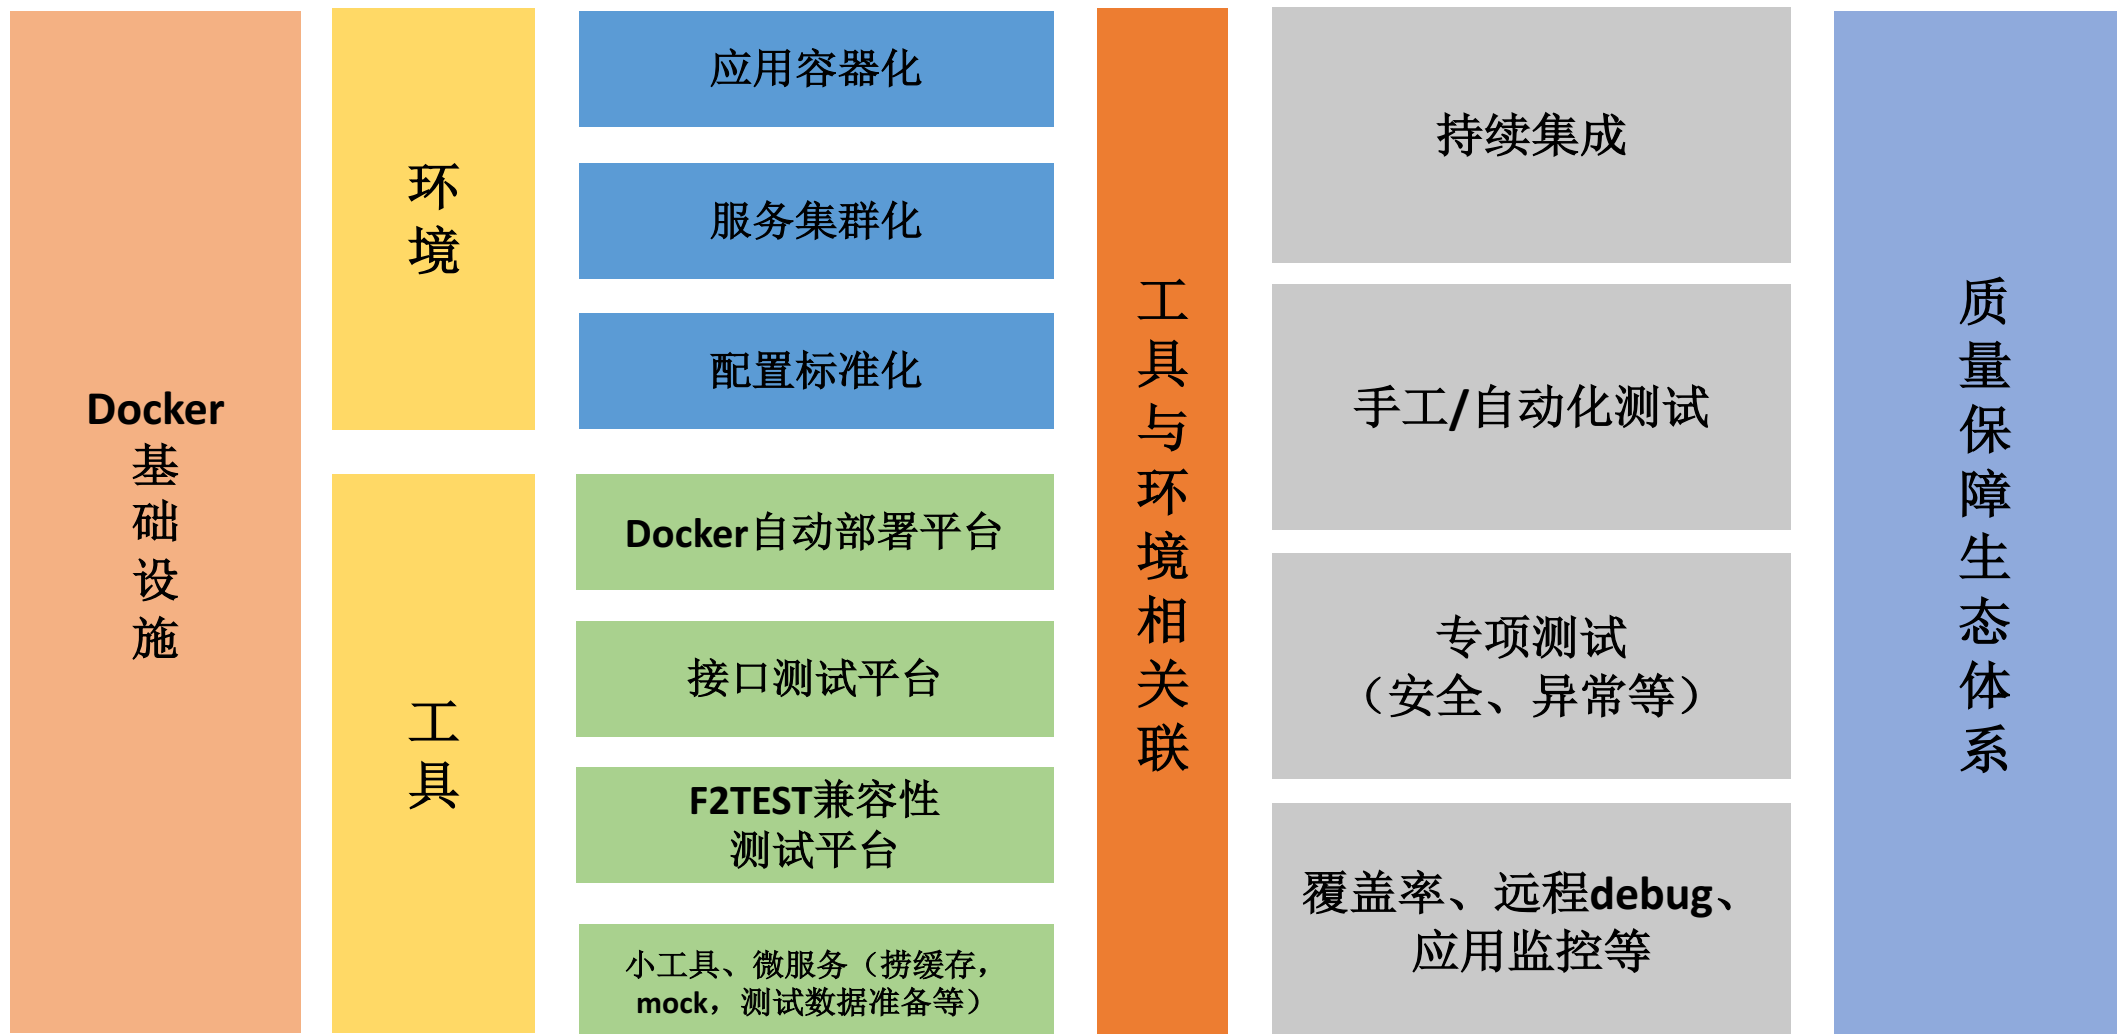 Docker
基
础
设
施
环
境
应用容器化
服务集群化
配置标准化
工
具
Docker自动部署平台
接口测试平台
F2TEST兼容性
测试平台
小工具、微服务（捞缓存，
mock，测试数据准备等）
工
具
与
环
境
相
关
联
持续集成
手工/自动化测试
专项测试
（安全、异常等）
覆盖率、远程debug、
应用监控等
质
量
保
障
生
态
体
系